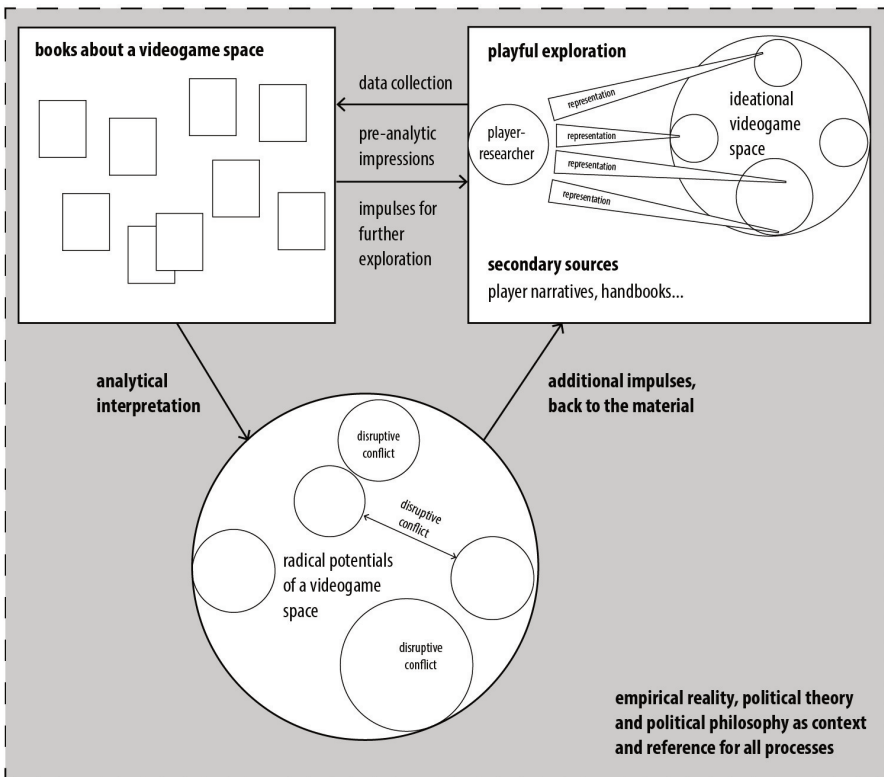 books about a videogame space
data collection
pre-analytic
impressions
impulses for
further
exploration
playful exploration
player-
researcher
representation
representation
representation
representation
ideational
videogame
space
secondary sources
player narratives, handbooks...
analytical
interpretation
additional impulses,
back to the material
disruptive
conflict
disruptive
conflict
radical potentials
of a videogame
space
disruptive
conflict
empirical reality, political theory
and political philosophy as context
and reference for all processes